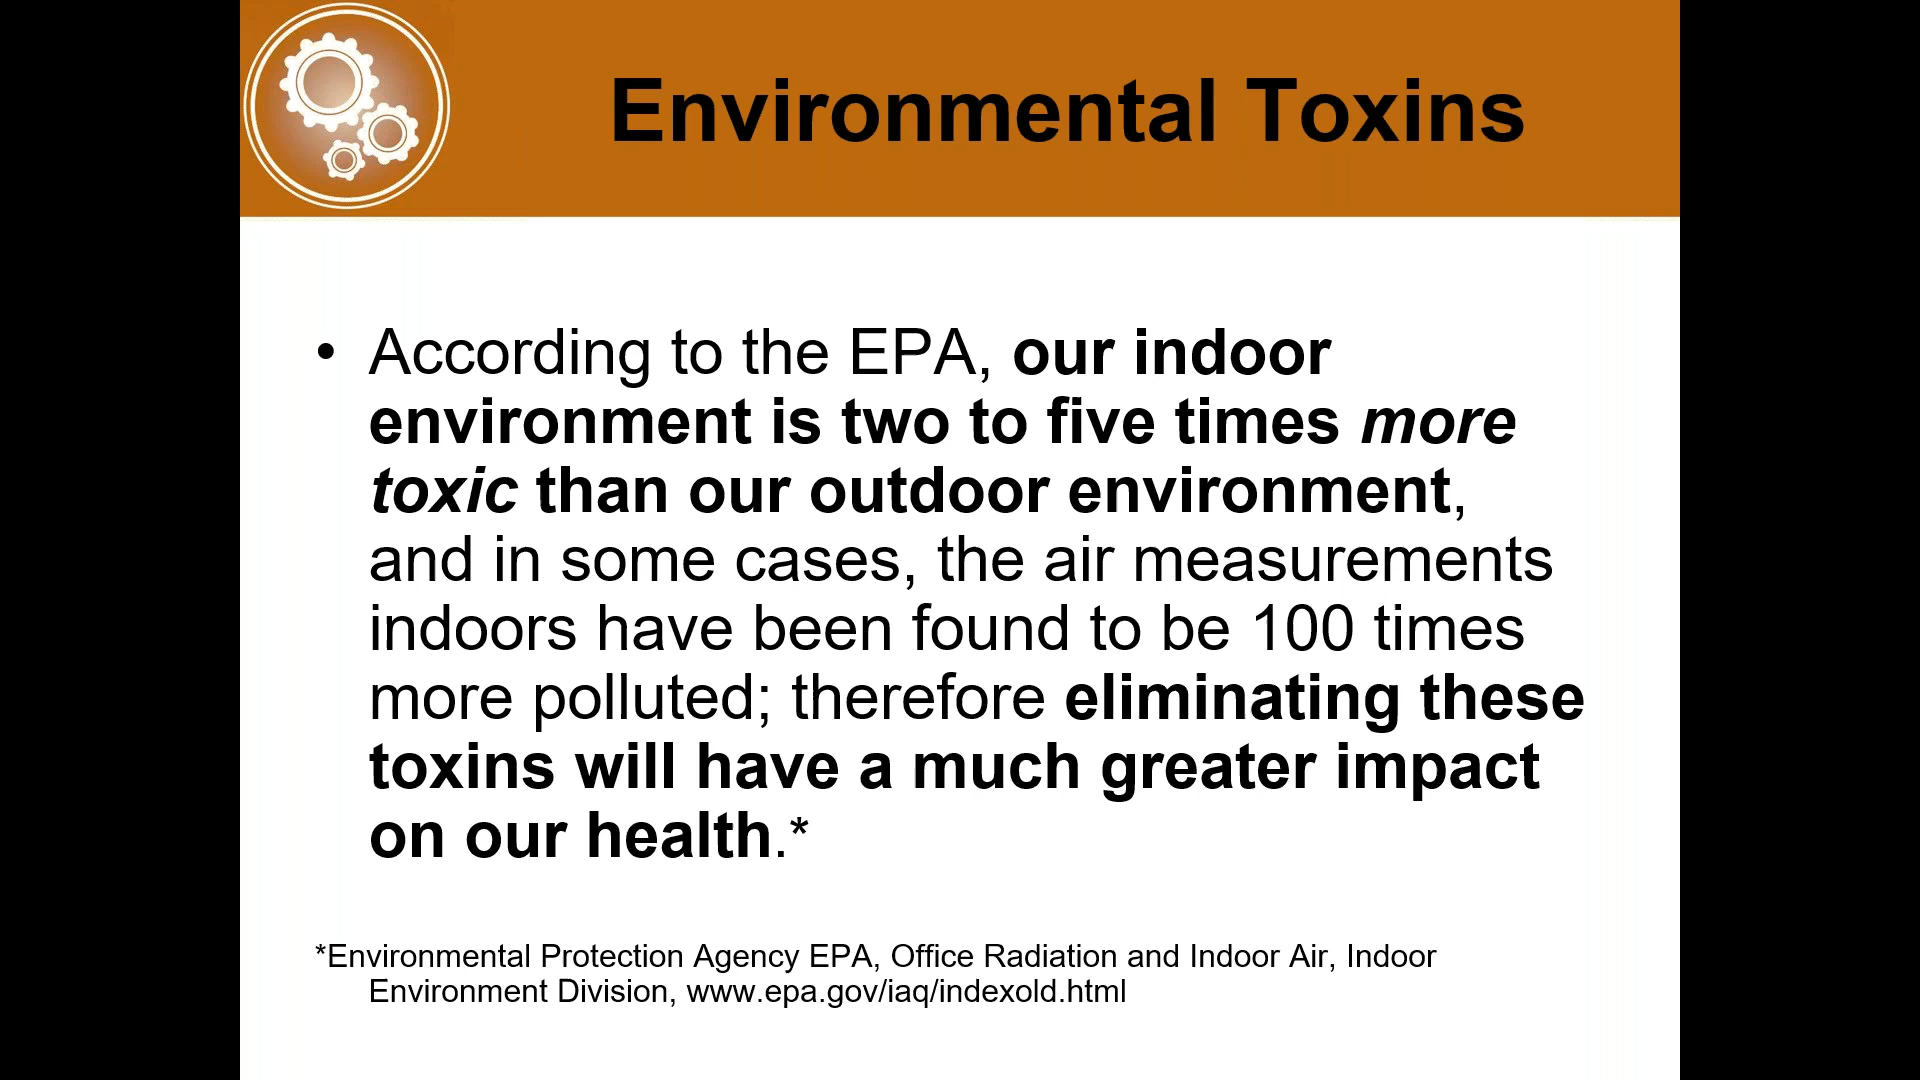 Environmental Toxins
• According to the EPA, our indoor
environment is two to five times more
toxic than our outdoor environment,
and in some cases, the air measurements
indoors have been found to be 100 times
more polluted; therefore eliminating these
toxins will have a much greater impact
on our health.*
*Environmental Protection Agency EPA, Office Radiation and Indoor Air, Indoor
Environment Division, www.epa.gov/iaq/indexold.html